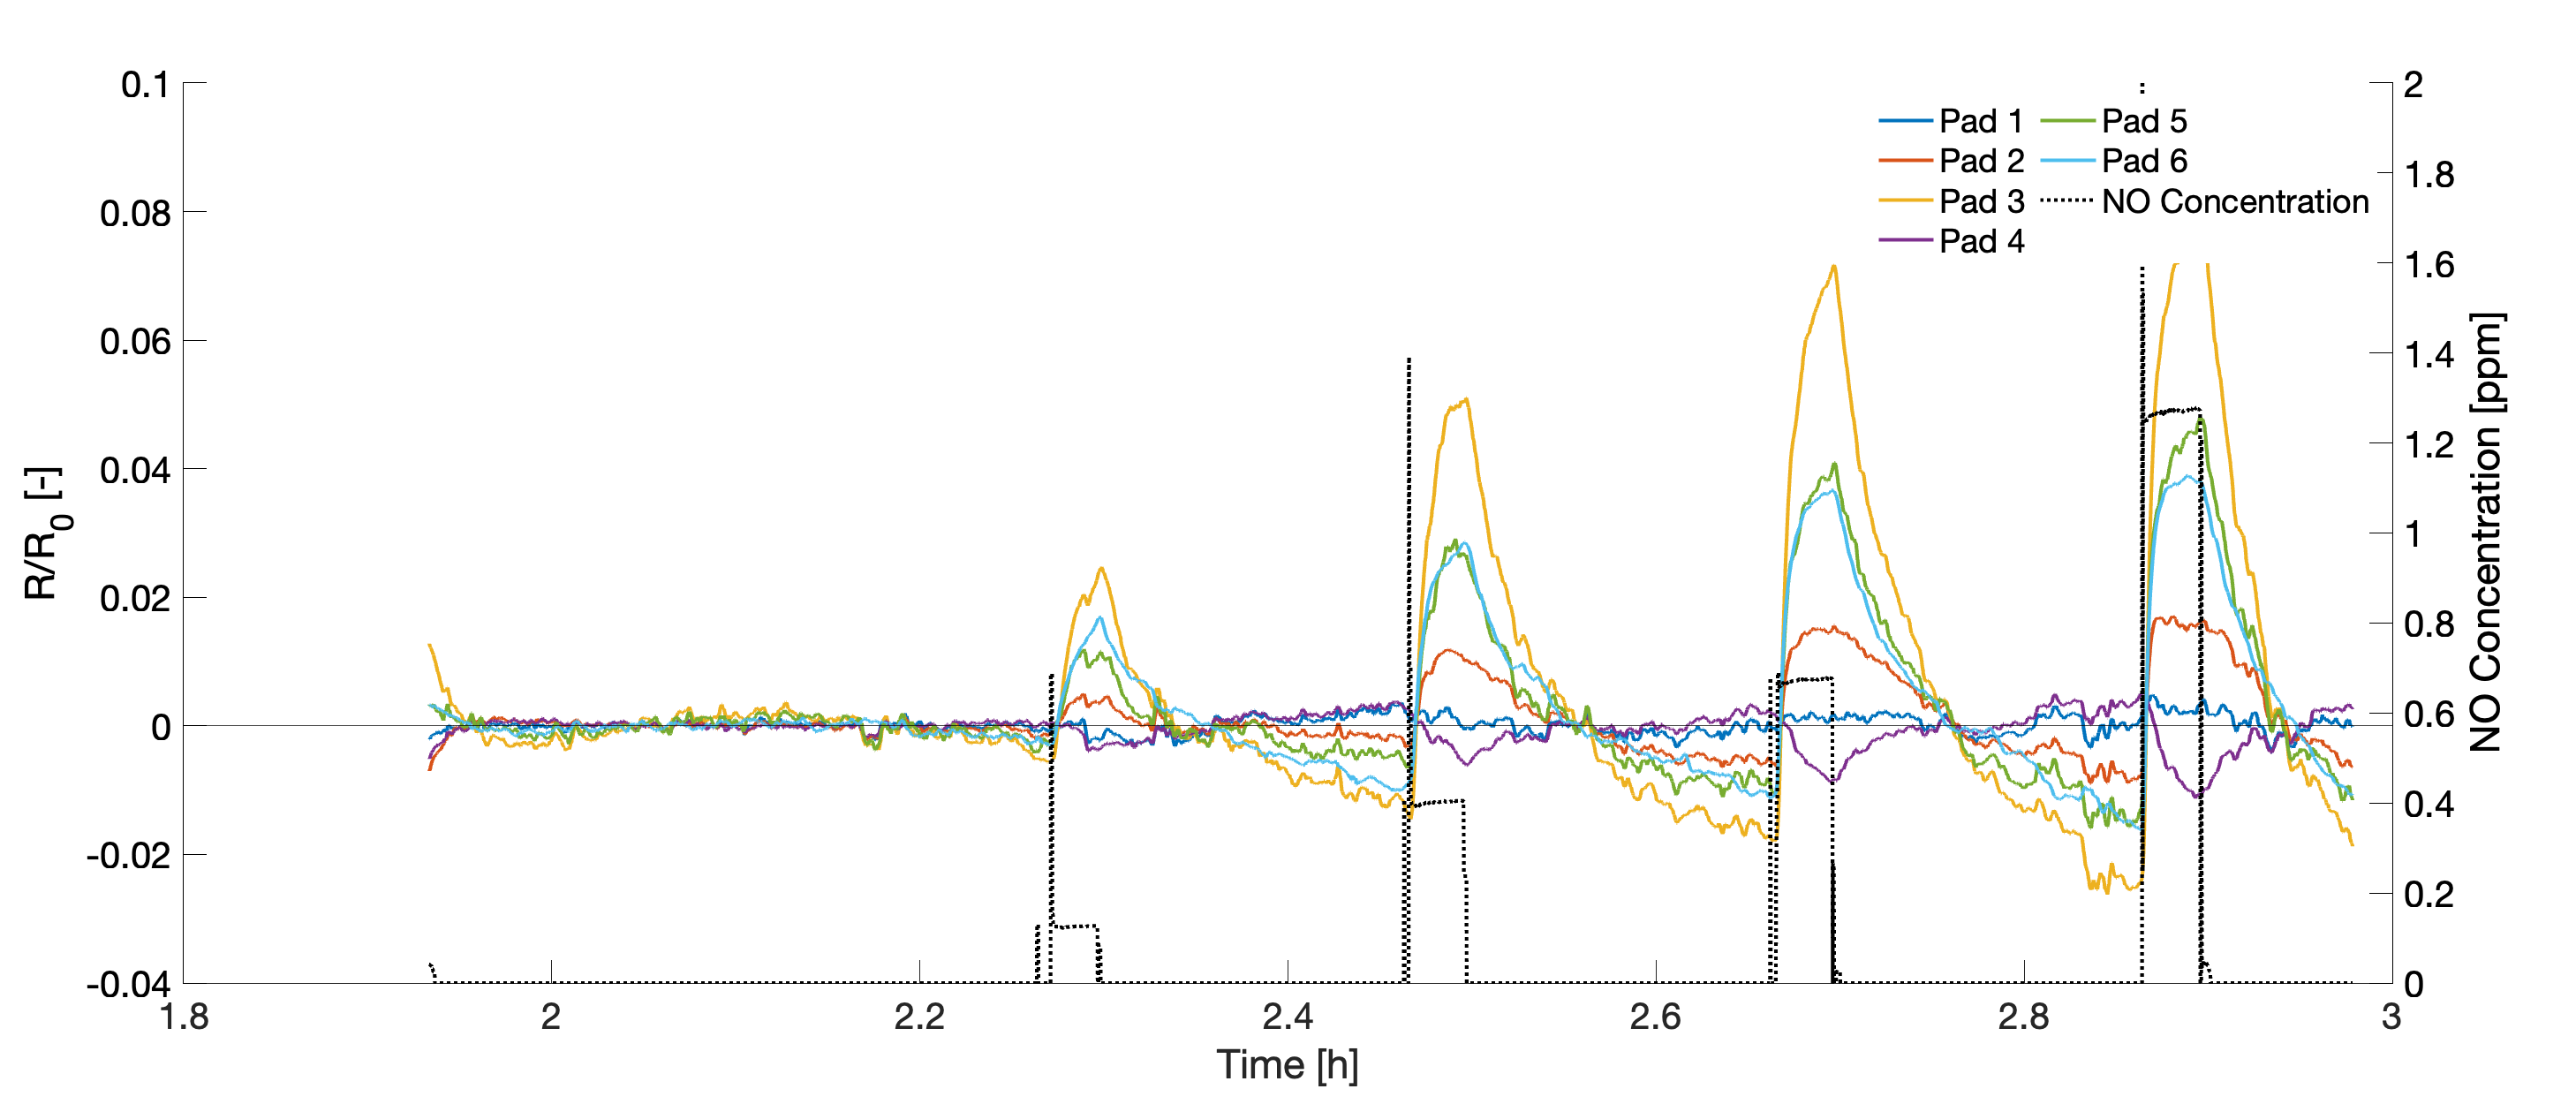 0.1
0.08
0.06
0.04
0.02
0
-0.02
-0.04
R/R0 [-]
1.8
2
2.2
2.4
2.6
2.8
3
Time [h]
Pad 1
Pad 2
Pad 3
Pad 4
Pad 5
Pad 6
NO Concentration
2
1.8
1.6
1.4
1.2
1
0.8
0.6
0.4
0.2
0
NO Concentration [ppm]